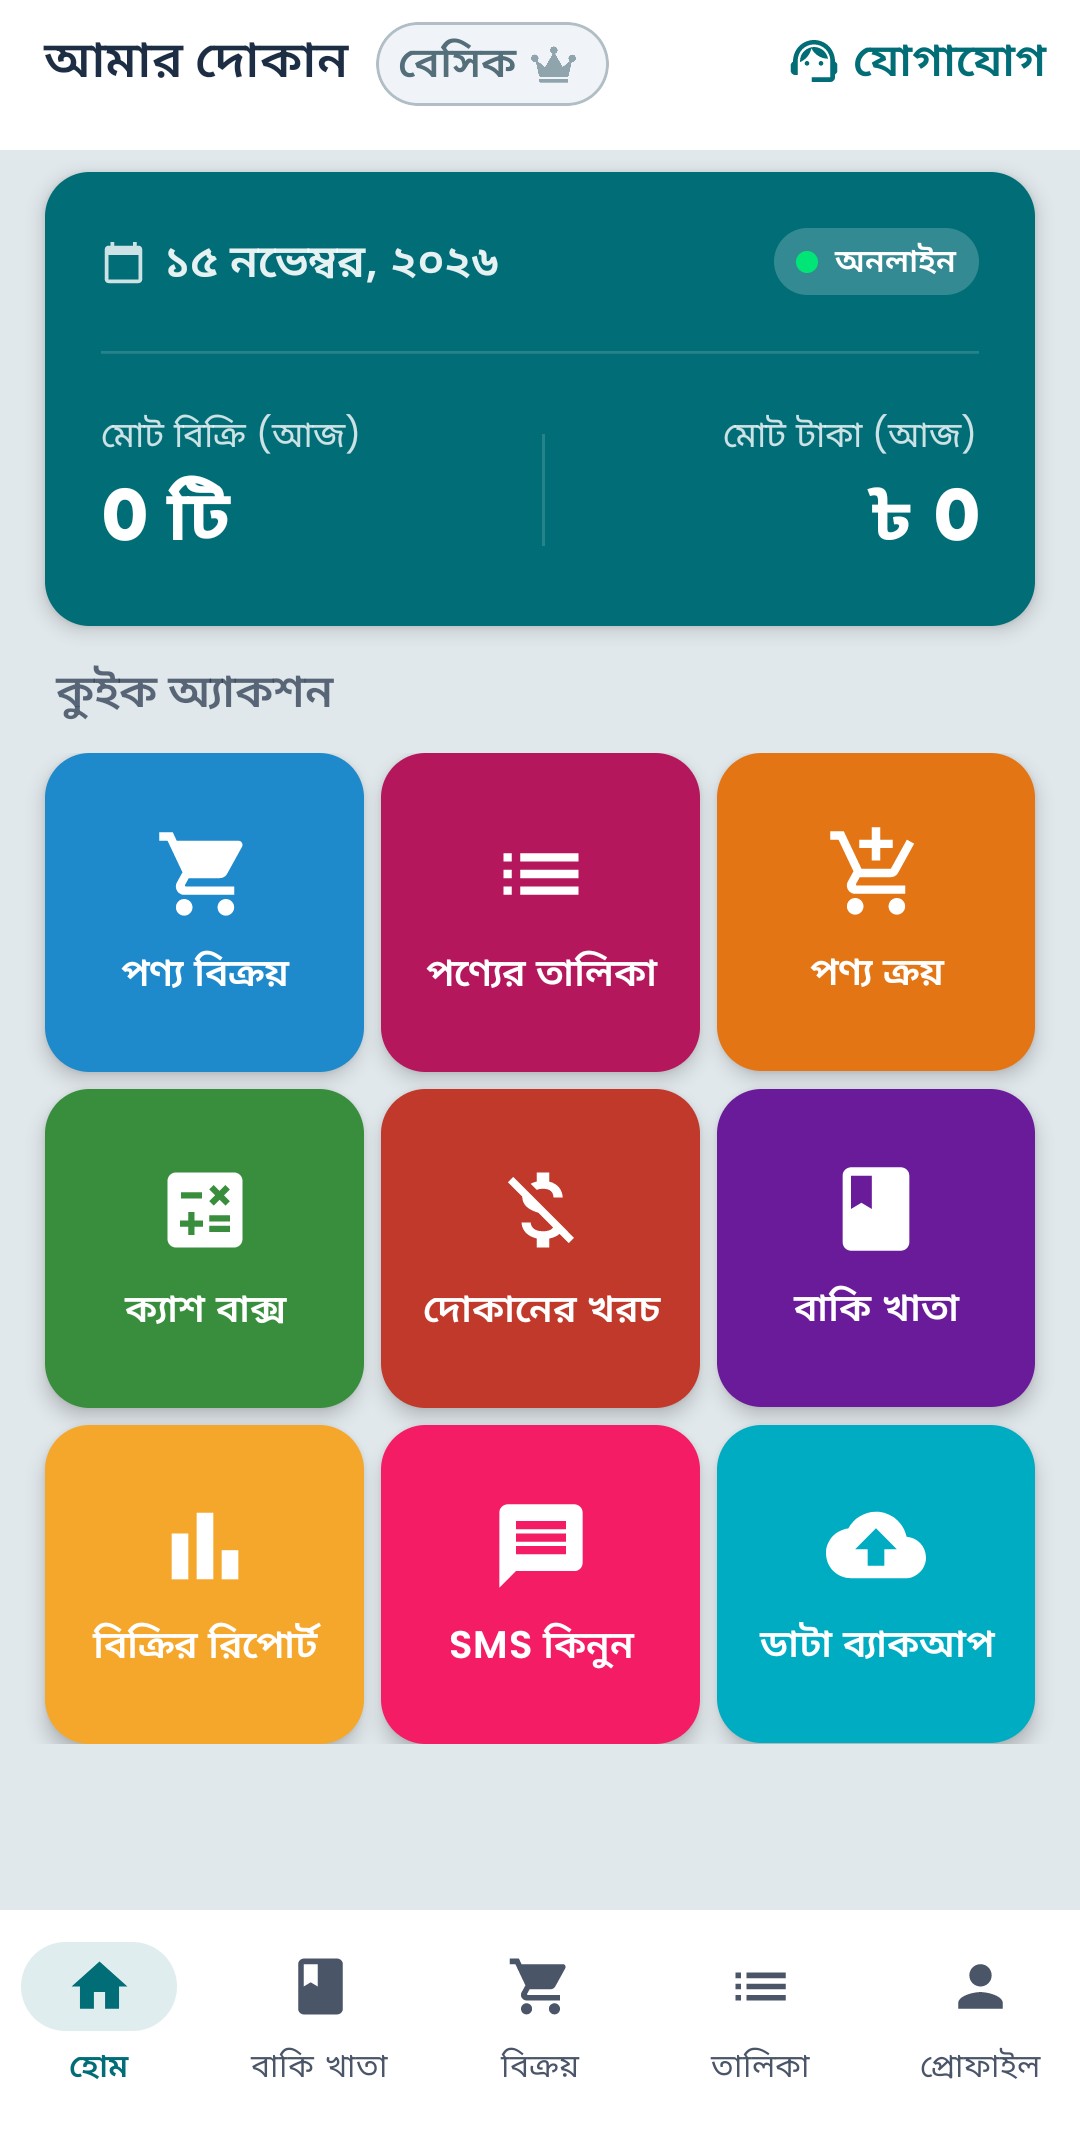 আমার দোকান বেসিক যোগাযোগ
১৫ নভেম্বর, ২০২৬ অনলাইন
মোট বিক্রি (আজ) মোট টাকা (আজ)
0 টি ৳ 0
কুইক অ্যাকশন
পণ্য বিক্রয় পণ্যের তালিকা পণ্য ক্রয়
ক্যাশ বাক্স দোকানের খরচ বাকি খাতা
বিক্রির রিপোর্ট SMS কিনুন ডাটা ব্যাকআপ
হোম বাকি খাতা বিক্রয় তালিকা প্রোফাইল